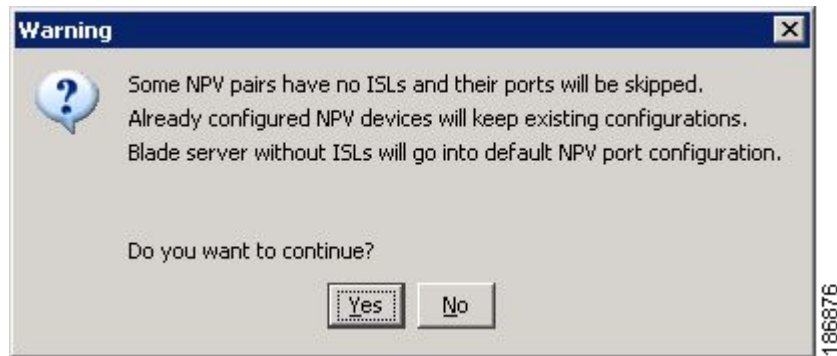 Warning
Some NPV pairs have no ISLs and their ports will be skipped.
Already configured NPV devices will keep existing configurations.
Blade server without ISLs will go into default NPV port configuration.
Do you want to continue?
Yes
No
186876